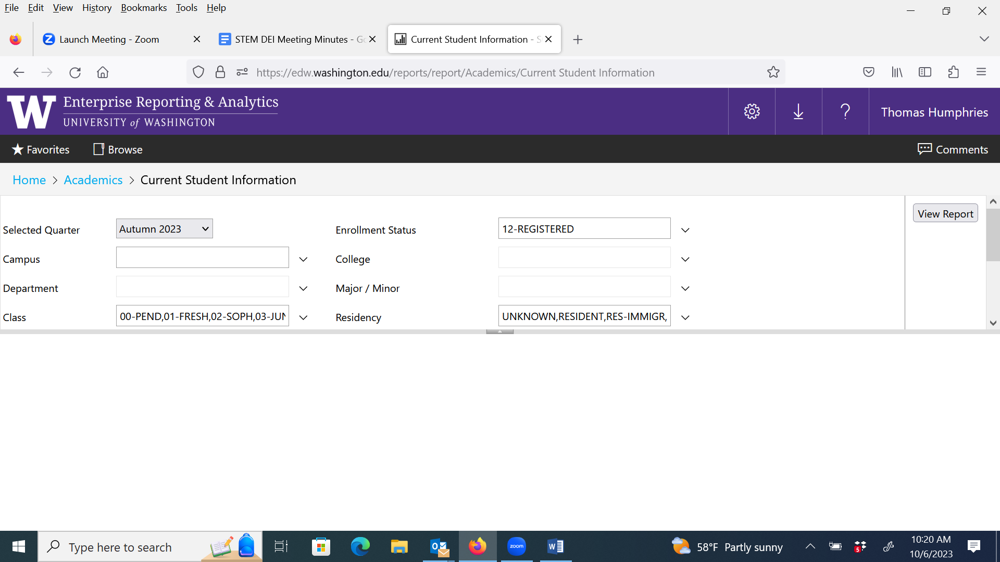 File Edit View History Bookmarks Tools Help
Launch Meeting - Zoom
STEM DEI Meeting Minutes - Go
Current Student Information - S
https://edw.washington.edu/reports/report/Academics/Current Student Information
W Enterprise Reporting & Analytics
UNIVERSITY of WASHINGTON
? Thomas Humphries
Favorites Browse Comments
Home > Academics > Current Student Information
View Report
Selected Quarter Autumn 2023 Enrollment Status 12-REGISTERED
Campus College
Department Major / Minor
Class 00-PEND,01-FRESH,02-SOPH,03-JUN Residency UNKNOWN,RESIDENT,RES-IMMIGR,
Type here to search
zoom
58°F Partly sunny
5
10:20 AM
10/6/2023